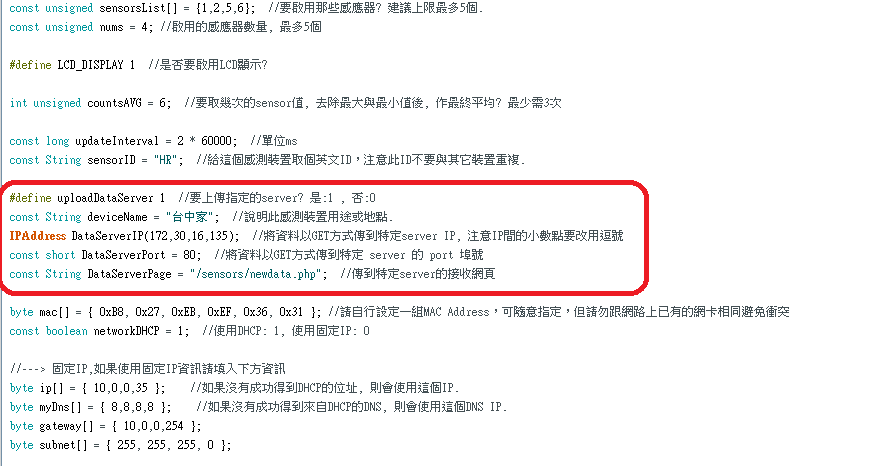 const unsigned sensorsList[] = {1,2,5,6};  //要啟用那些感應器? 建議上限最多5個.
const unsigned nums = 4; //啟用的感應器數量, 最多5個
#define LCD_DISPLAY 1  //是否要啟用LCD顯示?
int unsigned countsAVG = 6;  //要取幾次的sensor值, 去除最大與最小值後, 作最終平均? 最少需3次
const long updateInterval = 2 * 60000;  //單位ms
const String sensorID = "HR";  //給這個感測裝置取個英文ID，注意此ID不要與其它裝置重複.
#define uploadDataServer 1  //要上傳指定的server? 是:1 , 否:0
const String deviceName = "台中家";  //說明此感測裝置用途或地點.
IPAddress DataServerIP(172,30,16,135);  //將資料以GET方式傳到特定server IP, 注意IP間的小數點要改用逗號
const short DataServerPort = 80;  //將資料以GET方式傳到特定 server 的 port 埠號
const String DataServerPage = "/sensors/newdata.php";  //傳到特定server的接收網頁
byte mac[] = { 0xB8, 0x27, 0xEB, 0xEF, 0x36, 0x31 }; //請自行設定一組MAC Address，可隨意指定，但請勿跟網路上已有的網卡相同避免衝突
const boolean networkDHCP = 1;  //使用DHCP: 1, 使用固定IP: 0
//---> 固定IP,如果使用固定IP資訊請填入下方資訊
byte ip[] = { 10,0,0,35 };    //如果沒有成功得到DHCP的位址, 則會使用這個IP.
byte myDns[] = { 8,8,8,8 };    //如果沒有成功得到來自DHCP的DNS, 則會使用這個DNS IP.
byte gateway[] = { 10,0,0,254 };
byte subnet[] = { 255, 255, 255, 0 };